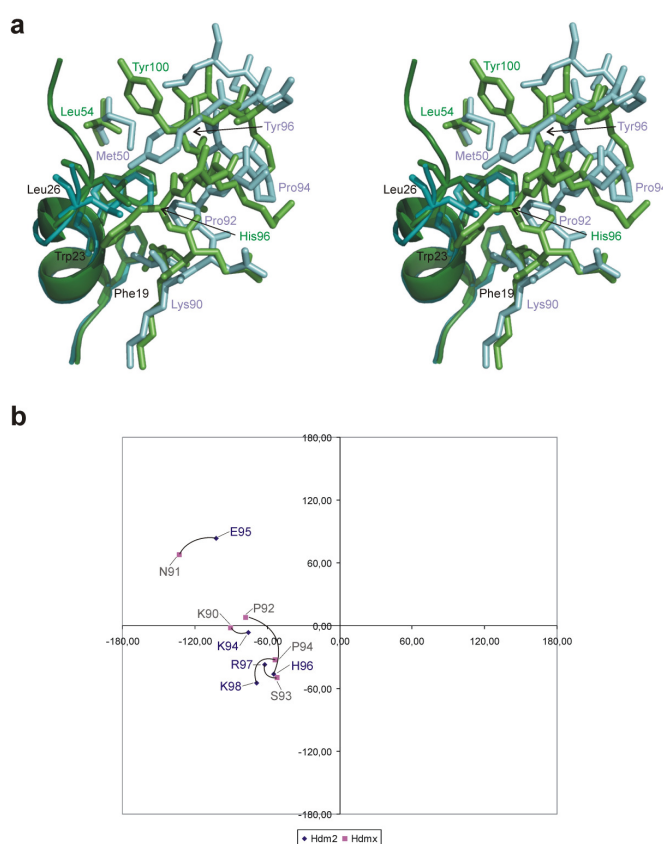 a
Tyr100
Leu54
Tyr96
Met50
Leu26
Pro94
Pro92
His96
Trp23
Phe19
Lys90
Tyr100
Leu54
Tyr96
Met50
Leu26
Pro94
Pro92
His96
Trp23
Phe19
Lys90
b
180,00
120,00
E95
60,00
N91
K90
P92
0,00
-180,00 -120,00 -60,00 0,00 60,00 120,00 180,00
K94
P94
R97
H96
K98
S93
-60,00
-120,00
-180,00
Hdm2 Hdmx